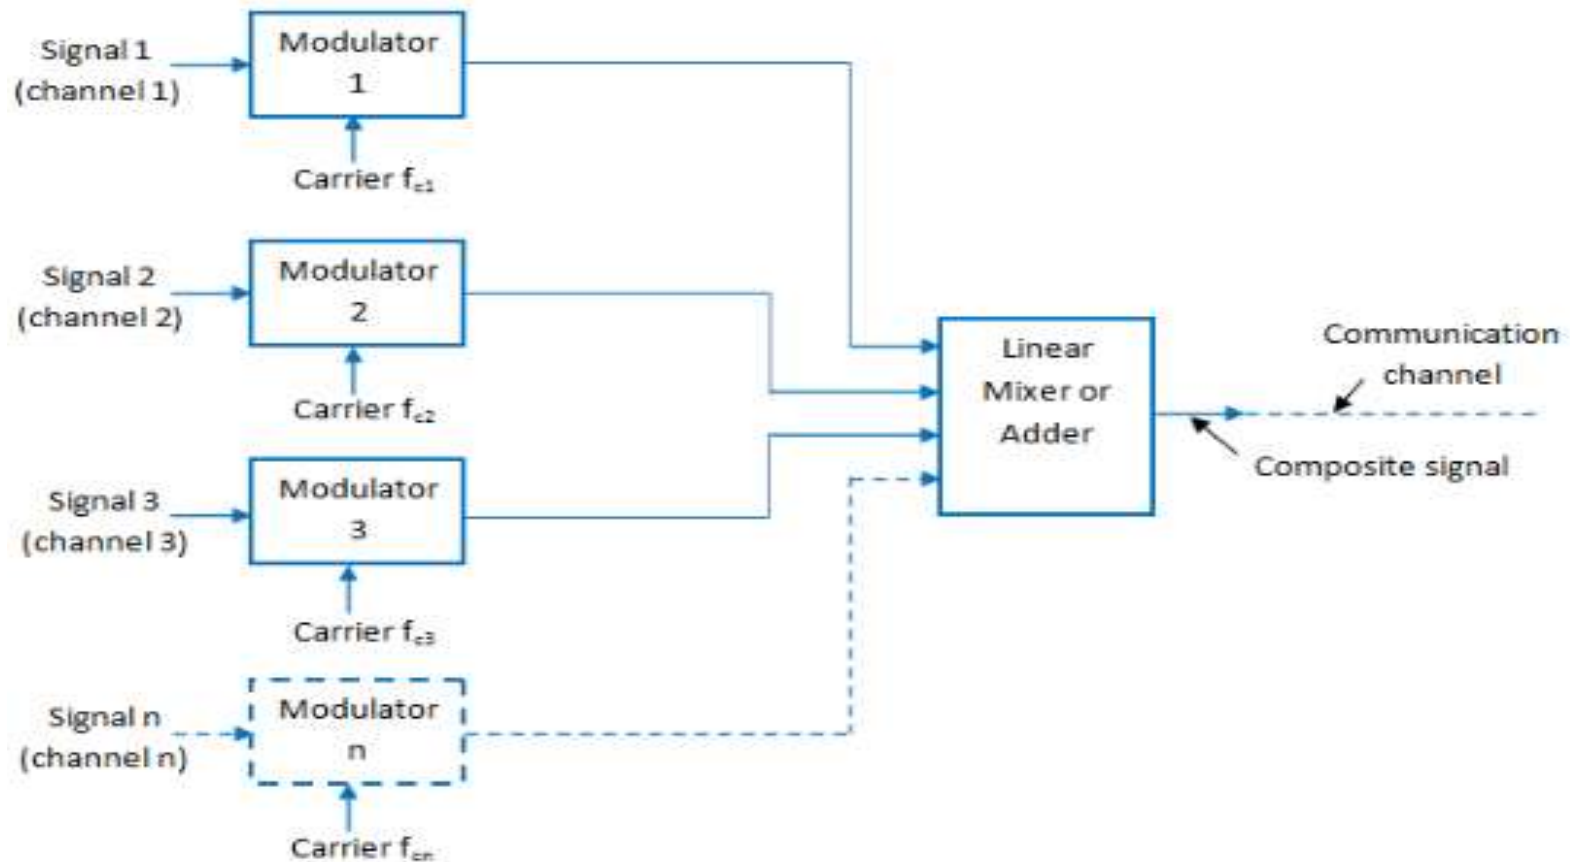 Signal 1
(channel 1)
Modulator
1
Carrier fc1
Signal 2
(channel 2)
Modulator
2
Carrier fc2
Signal 3
(channel 3)
Modulator
3
Carrier fc3
Signal n
(channel n)
Modulator
n
Carrier fcn
Linear
Mixer or
Adder
Communication
channel
Composite signal